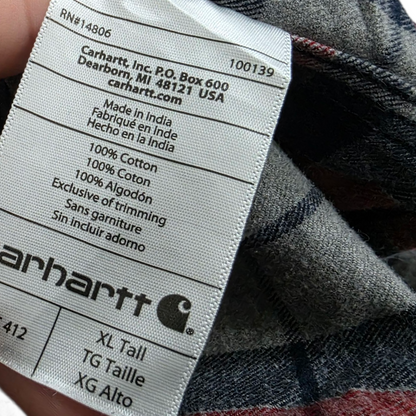 RN#14806
100139
Carhartt, Inc. P.O. Box 600
Dearborn, MI 48121 USA
carhartt.com
Made in India
Fabriqué en Inde
Hecho en la India
100% Cotton
100% Coton
100% Algodón
Exclusive of trimming
Sans garniture
Sin incluir adorno
arhartt
412
XL Tall
TG Taille
XG Alto